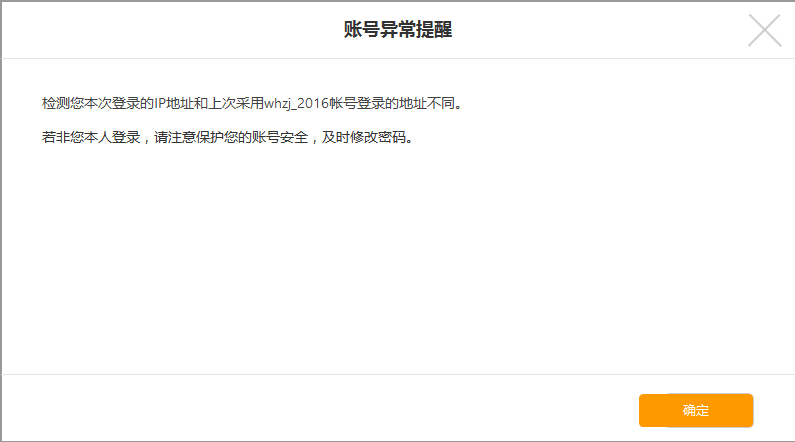 账号异常提醒
检测您本次登录的IP地址和上次采用whzj_2016帐号登录的地址不同。
若非您本人登录，请注意保护您的账号安全，及时修改密码。
确定